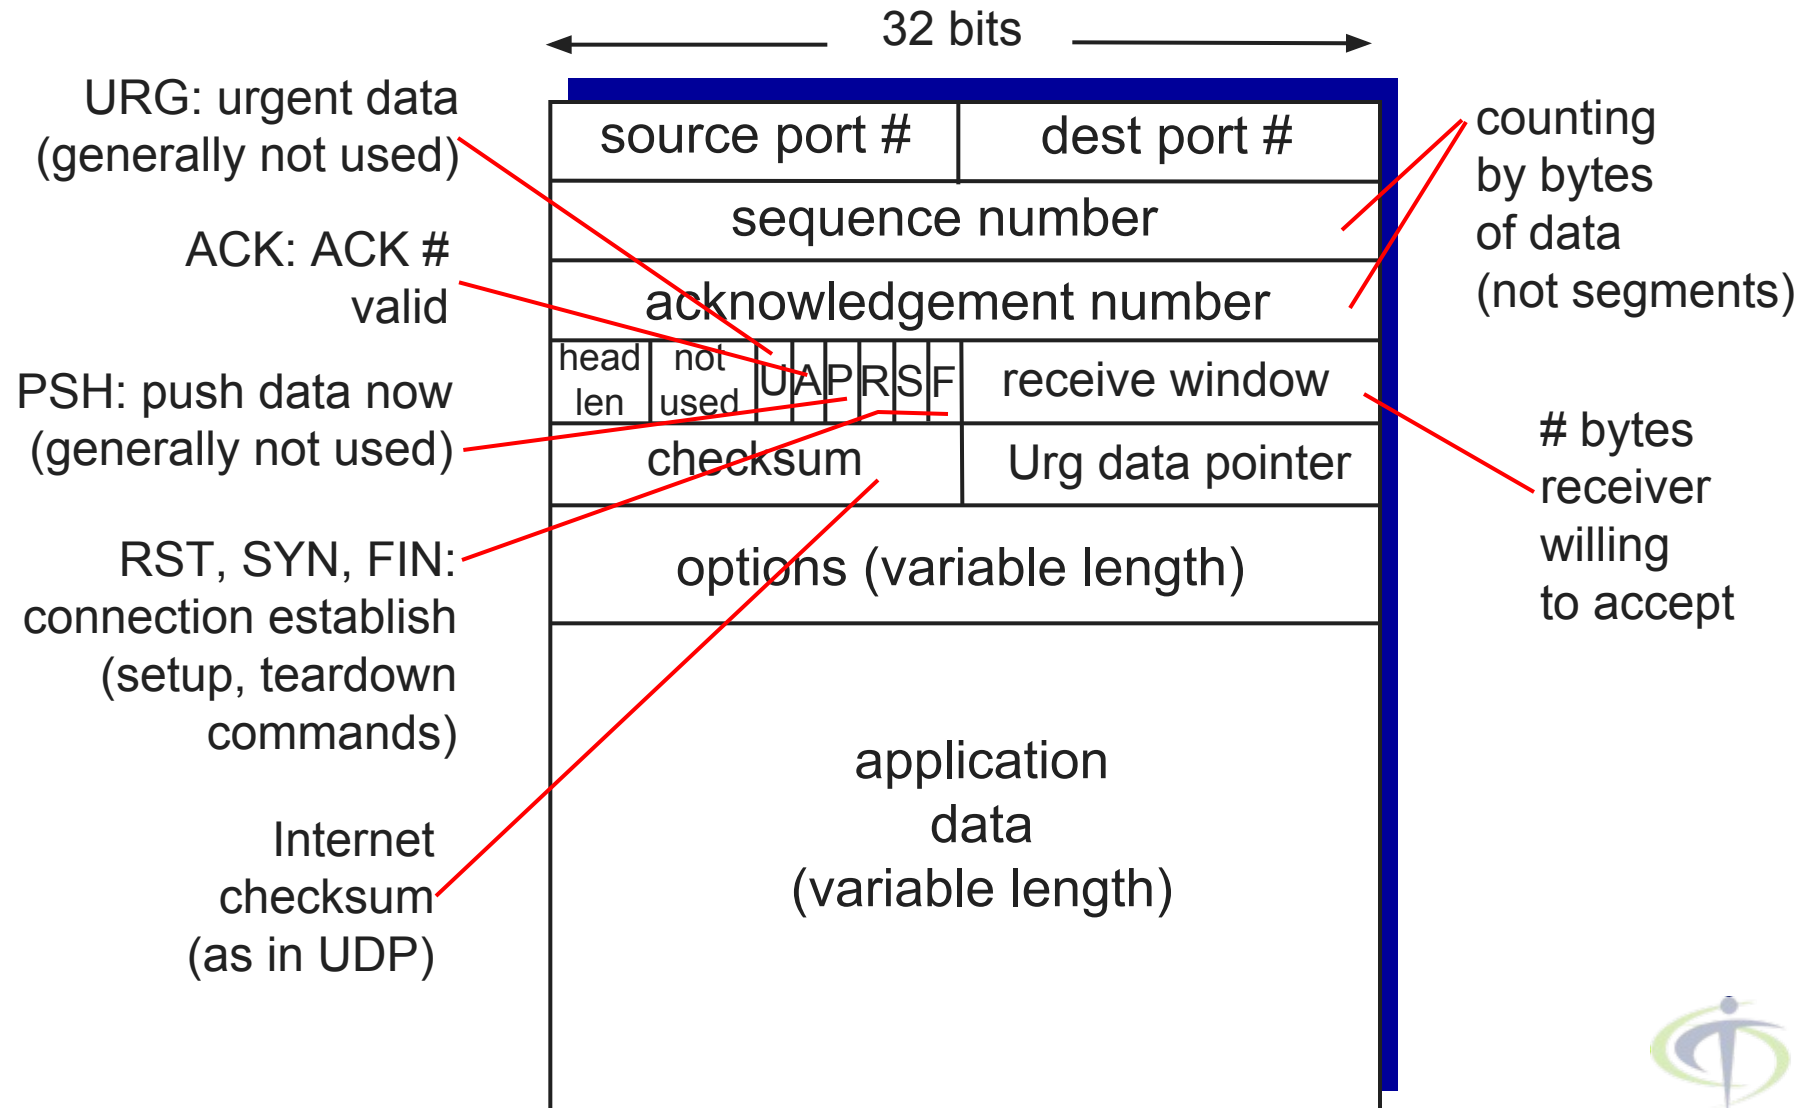 32 bits
URG: urgent data
(generally not used)
ACK: ACK #
valid
PSH: push data now
(generally not used)
RST, SYN, FIN:
connection establish
(setup, teardown
commands)
Internet
checksum
(as in UDP)
source port #
dest port #
sequence number
acknowledgement number
head
len
not
used
U
A
P
R
S
F
receive window
checksum
Urg data pointer
options (variable length)
application
data
(variable length)
counting
by bytes
of data
(not segments)
# bytes
receiver
willing
to accept